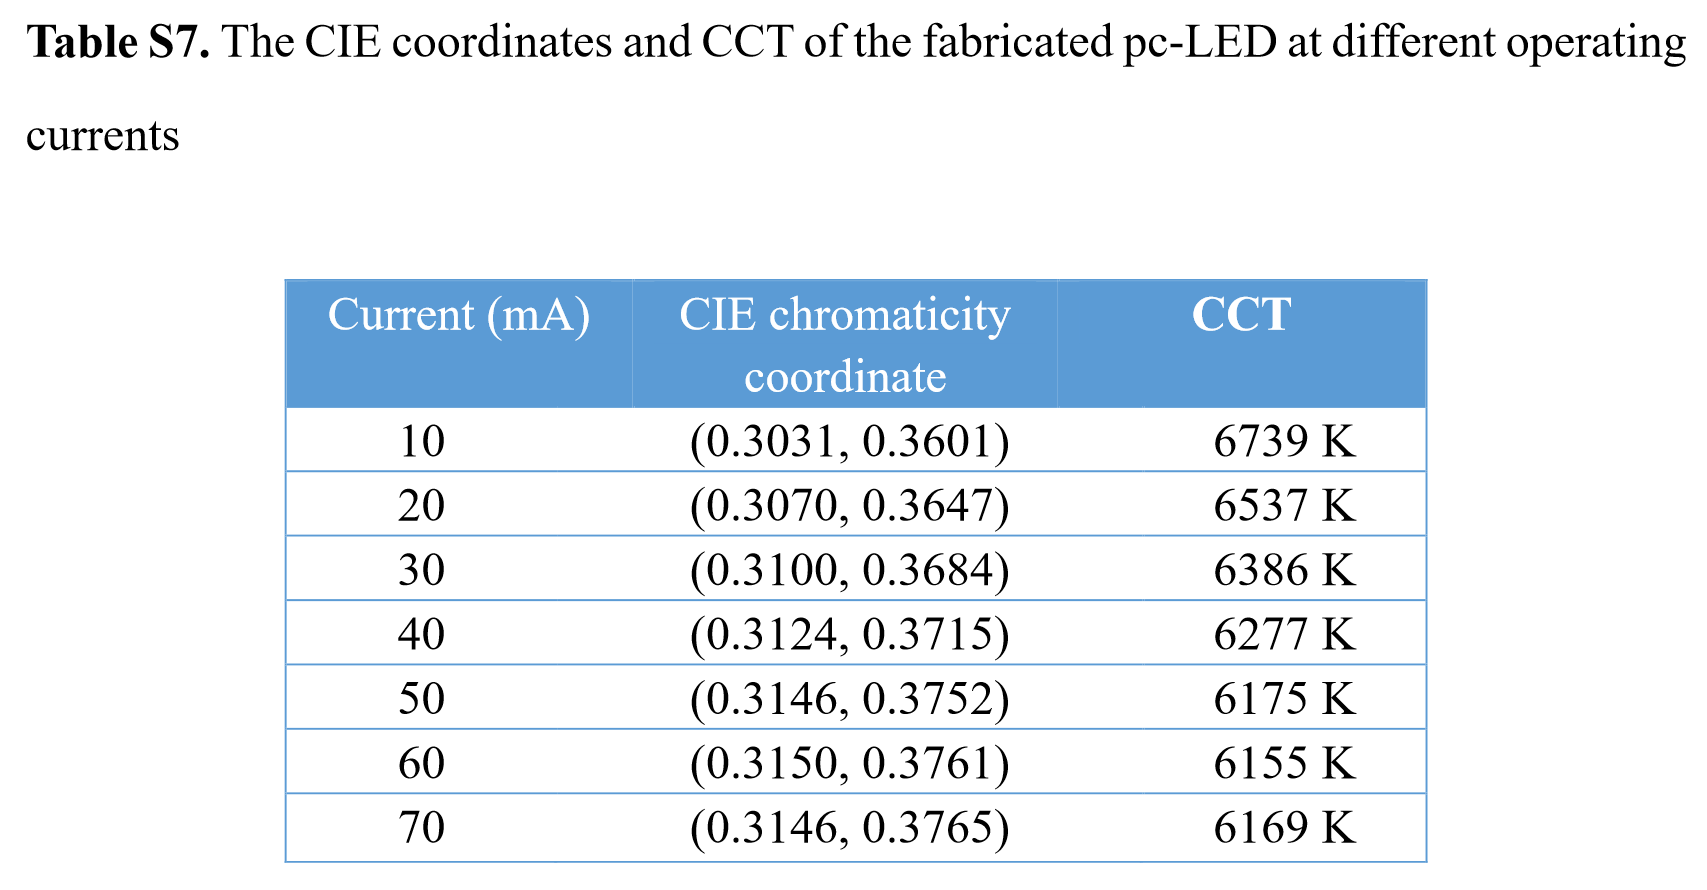 Table S7. The CIE coordinates and CCT of the fabricated pc-LED at different operating
currents
Current (mA) CIE chromaticity CCT
coordinate
10 (0.3031, 0.3601) 6739 K
20 (0.3070, 0.3647) 6537 K
30 (0.3100, 0.3684) 6386 K
40 (0.3124, 0.3715) 6277 K
50 (0.3146, 0.3752) 6175 K
60 (0.3150, 0.3761) 6155 K
70 (0.3146, 0.3765) 6169 K